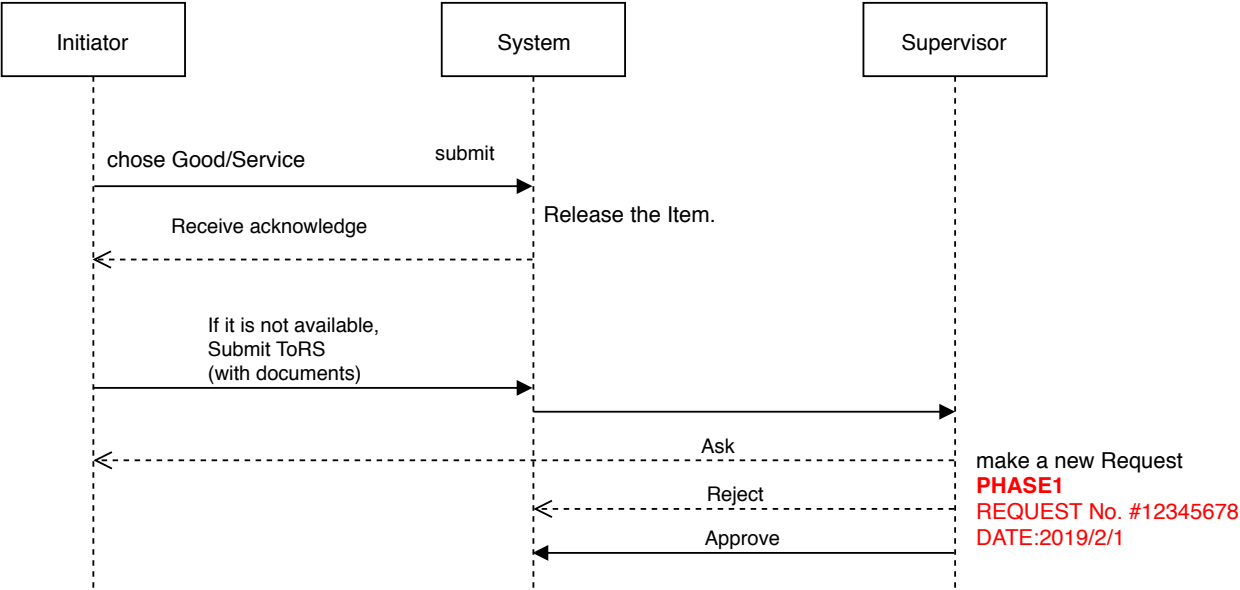 Initiator
System
Supervisor
chose Good/Service
submit
Release the Item.
Receive acknowledge
If it is not available,
Submit ToRS
(with documents)
Ask
make a new Request
PHASE1
Reject
REQUEST No. #12345678
Approve
DATE:2019/2/1